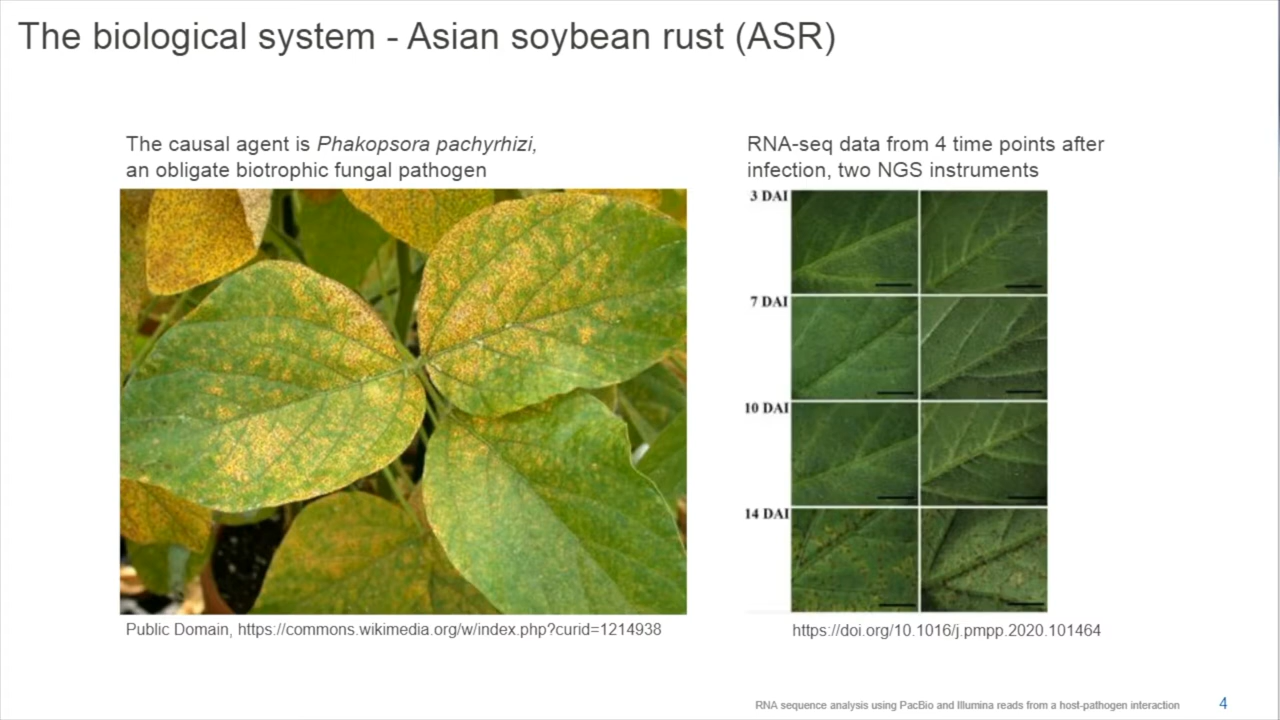 The biological system - Asian soybean rust (ASR)
The causal agent is Phakopsora pachyrhizi,
an obligate biotrophic fungal pathogen
RNA-seq data from 4 time points after
infection, two NGS instruments
3 DAI
7 DAI
10 DAI
14 DAI
Public Domain, https://commons.wikimedia.org/w/index.php?curid=1214938
https://doi.org/10.1016/j.pmpp.2020.101464
RNA sequence analysis using PacBio and Illumina reads from a host-pathogen interaction
4